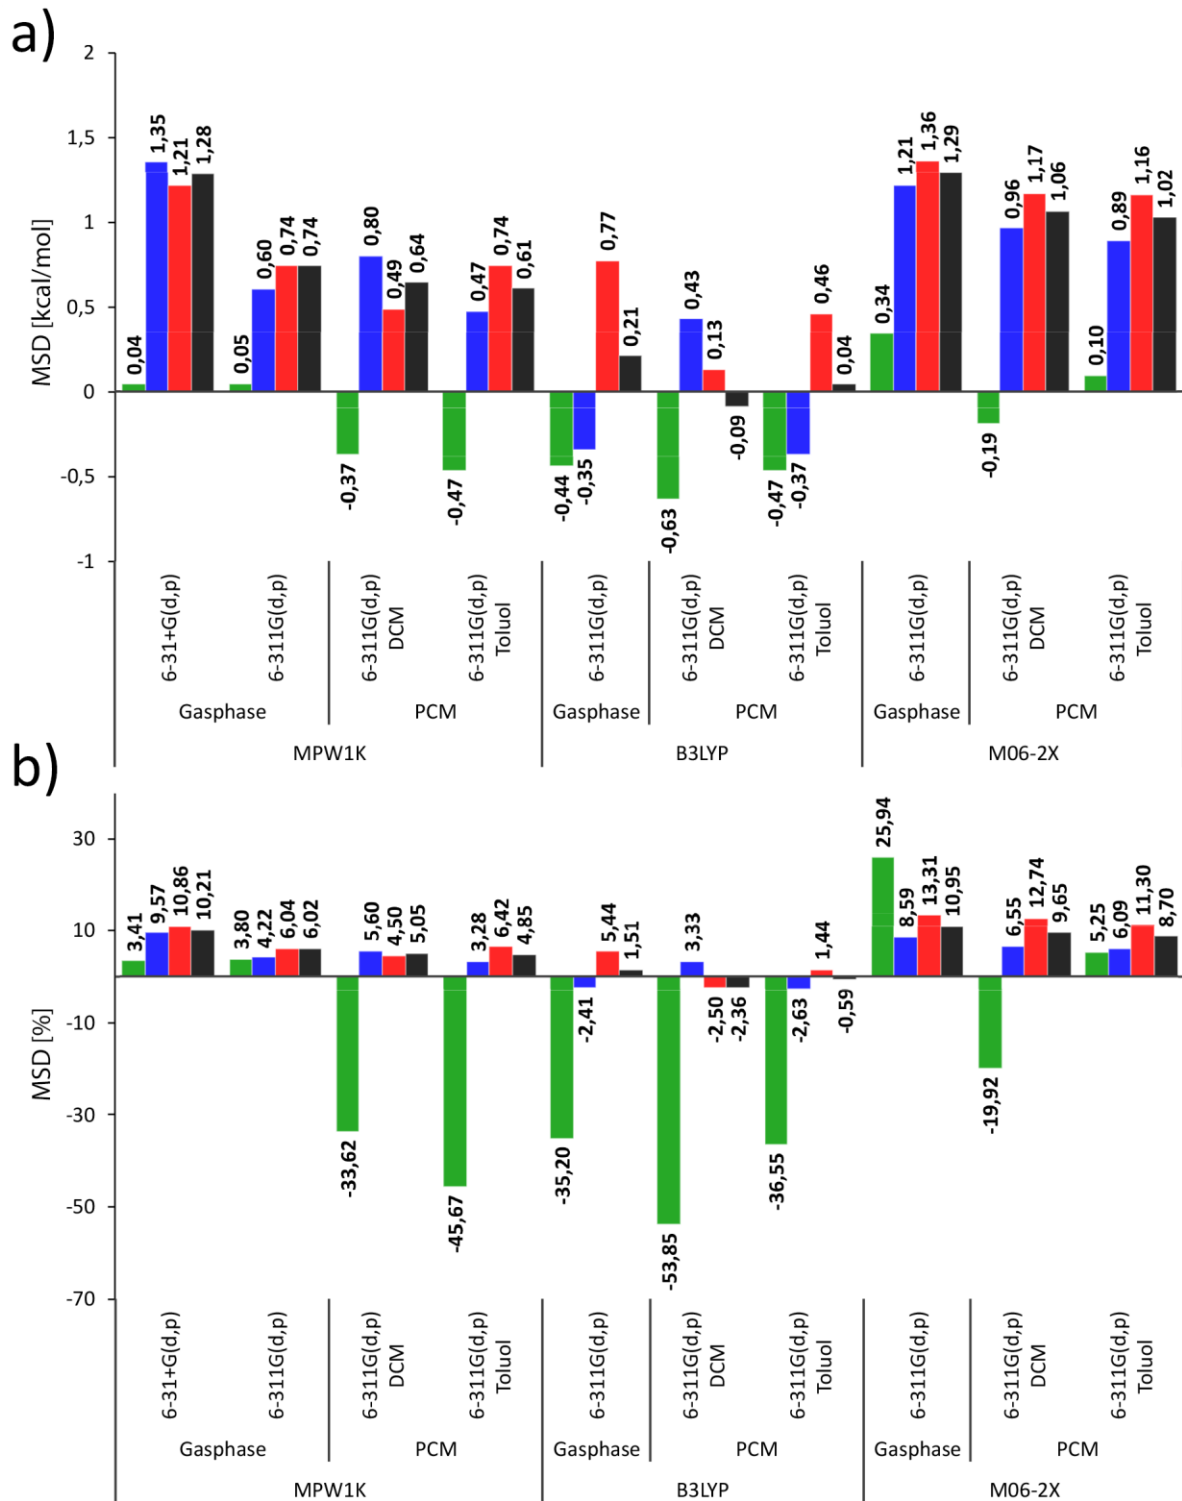 a)
MSD [kcal/mol]
2
1,5
1
0,5
0
-0,5
-1
0,04 1,35 1,21 1,28
0,05 0,60 0,74 0,74
-0,37 0,80 0,49 0,64
-0,47 0,47 0,74 0,61
-0,44 -0,35 0,77 0,21
-0,63 0,43 0,13 -0,09
-0,47 -0,37 0,46 0,04
0,34 1,21 1,36 1,29
-0,19 0,96 1,17 1,06
0,10 0,89 1,16 1,02
6-31+G(d,p)
6-311G(d,p)
6-311G(d,p)
DCM
6-311G(d,p)
Toluol
6-311G(d,p)
6-311G(d,p)
DCM
6-311G(d,p)
Toluol
6-311G(d,p)
6-311G(d,p)
DCM
6-311G(d,p)
Toluol
Gasphase PCM Gasphase PCM Gasphase PCM
MPW1K B3LYP M06-2X
b)
MSD [%]
30
10
-10
-30
-50
-70
3,41 9,57 10,86 10,21
3,80 4,22 6,04 6,02
-33,62 5,60 4,50 5,05
-45,67 3,28 6,42 4,85
-35,20 -2,41 5,44 1,51
-53,85 3,33 -2,50 -2,36
-36,55 -2,63 1,44 -0,59
25,94 8,59 13,31 10,95
-19,92 6,55 12,74 9,65
5,25 6,09 11,30 8,70
6-31+G(d,p)
6-311G(d,p)
6-311G(d,p)
DCM
6-311G(d,p)
Toluol
6-311G(d,p)
6-311G(d,p)
DCM
6-311G(d,p)
Toluol
6-311G(d,p)
6-311G(d,p)
DCM
6-311G(d,p)
Toluol
Gasphase PCM Gasphase PCM Gasphase PCM
MPW1K B3LYP M06-2X